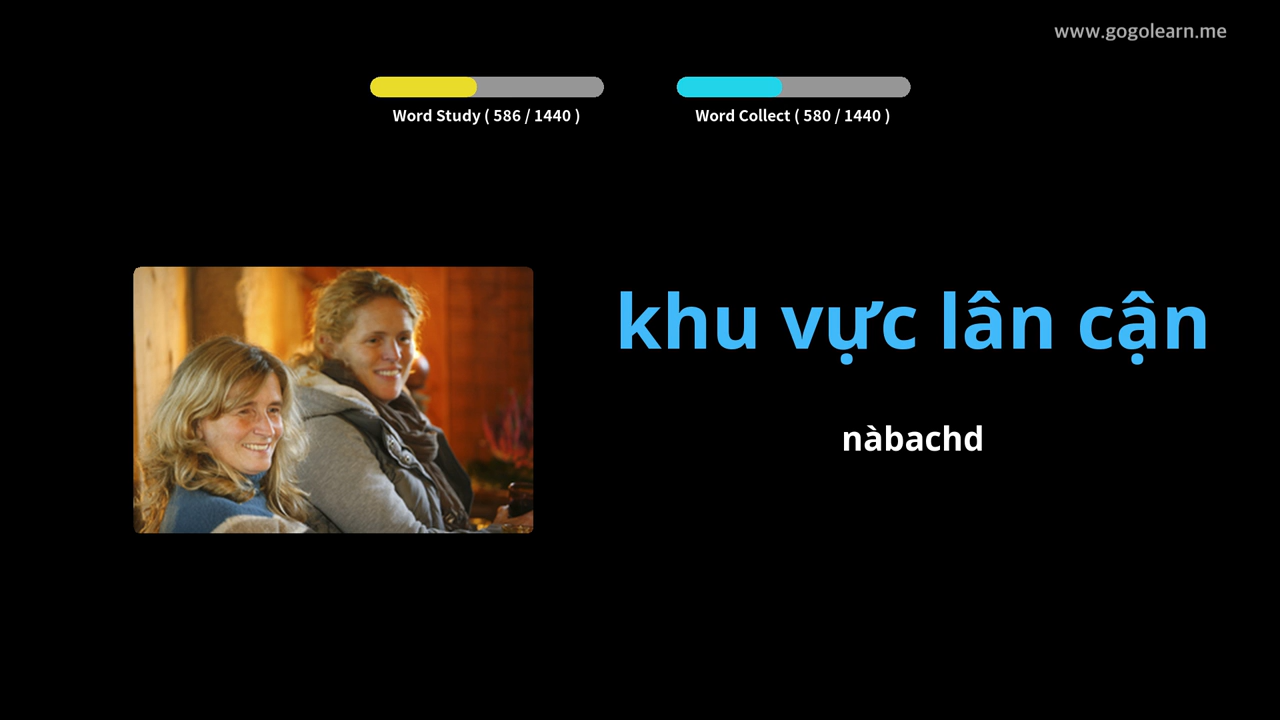 www.gogolearn.me
Word Study ( 586 / 1440 )
Word Collect ( 580 / 1440 )
khu vực lân cận
nàbachd